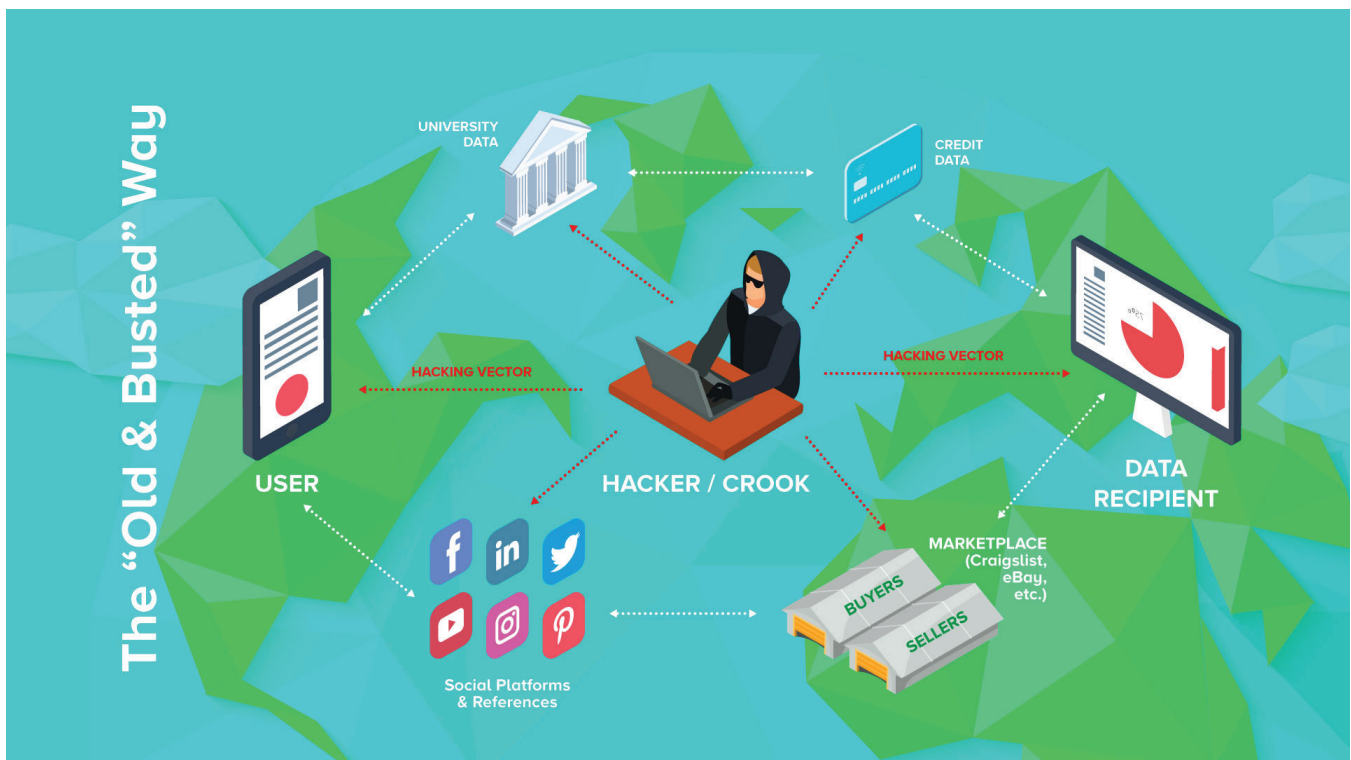 The "Old & Busted" Way
UNIVERSITY
DATA
CREDIT
DATA
HACKING VECTOR
HACKING VECTOR
USER
HACKER / CROOK
DATA
RECIPIENT
MARKETPLACE
(Craigslist,
eBay,
etc.)
BUYERS
SELLERS
f
in
Social Platforms
& References